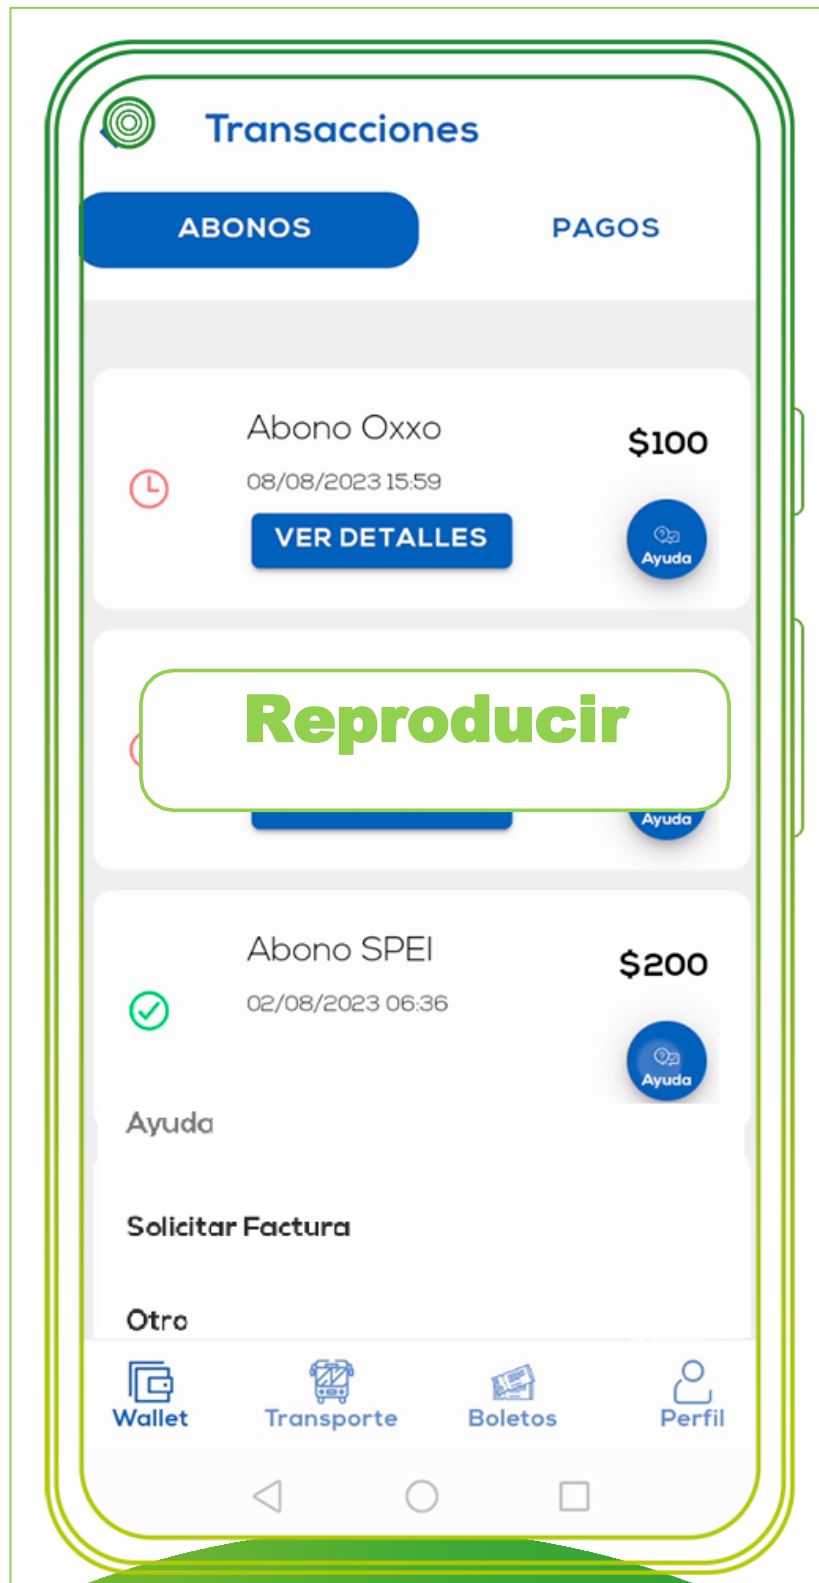 Transacciones
ABONOS
PAGOS
Abono Oxxo
$100
08/08/2023 15:59
VER DETALLES
Ayuda
Reproducir
Ayuda
Abono SPEI
$200
02/08/2023 06:36
Ayuda
Ayuda
Solicitar Factura
Otro
Wallet
Transporte
Boletos
Perfil